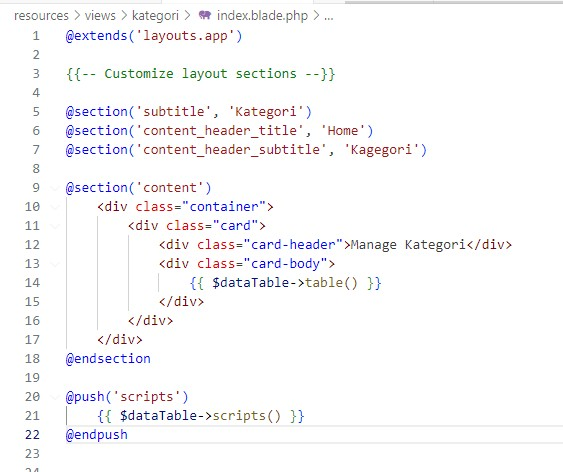 resources > views > kategori > index.blade.php > ...
1 @extends('layouts.app')
2
3 {{-- Customize layout sections --}}
4
5 @section('subtitle', 'Kategori')
6 @section('content_header_title', 'Home')
7 @section('content_header_subtitle', 'Kagegori')
8
9 @section('content')
10 <div class="container">
11 <div class="card">
12 <div class="card-header">Manage Kategori</div>
13 <div class="card-body">
14 {{ $dataTable->table() }}
15 </div>
16 </div>
17 </div>
18 @endsection
19
20 @push('scripts')
21 {{ $dataTable->scripts() }}
22 @endpush
23